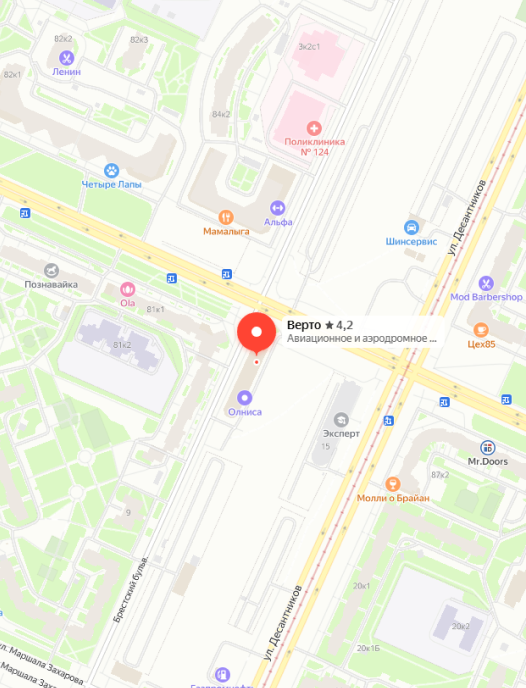 82к2
82к3
Ленин
3к2с1
82к1
84к2
Поликлиника
№ 124
Четыре Лапы
Альфа
Мамалыга
ул. Десантников
Шинсервис
Познавайка
Ola
Mod Barbershop
81к1
Верто ★ 4,2
Авиационное и аэродромное ...
81к2
Цех85
Олниса
Эксперт
15
Mr.Doors
87к2
Молли о Брайан
9
Брестский бульв.
ул. Десантников
20к1
20к2
20к1Б
ул. Маршала Захарова
Маршала Захарова